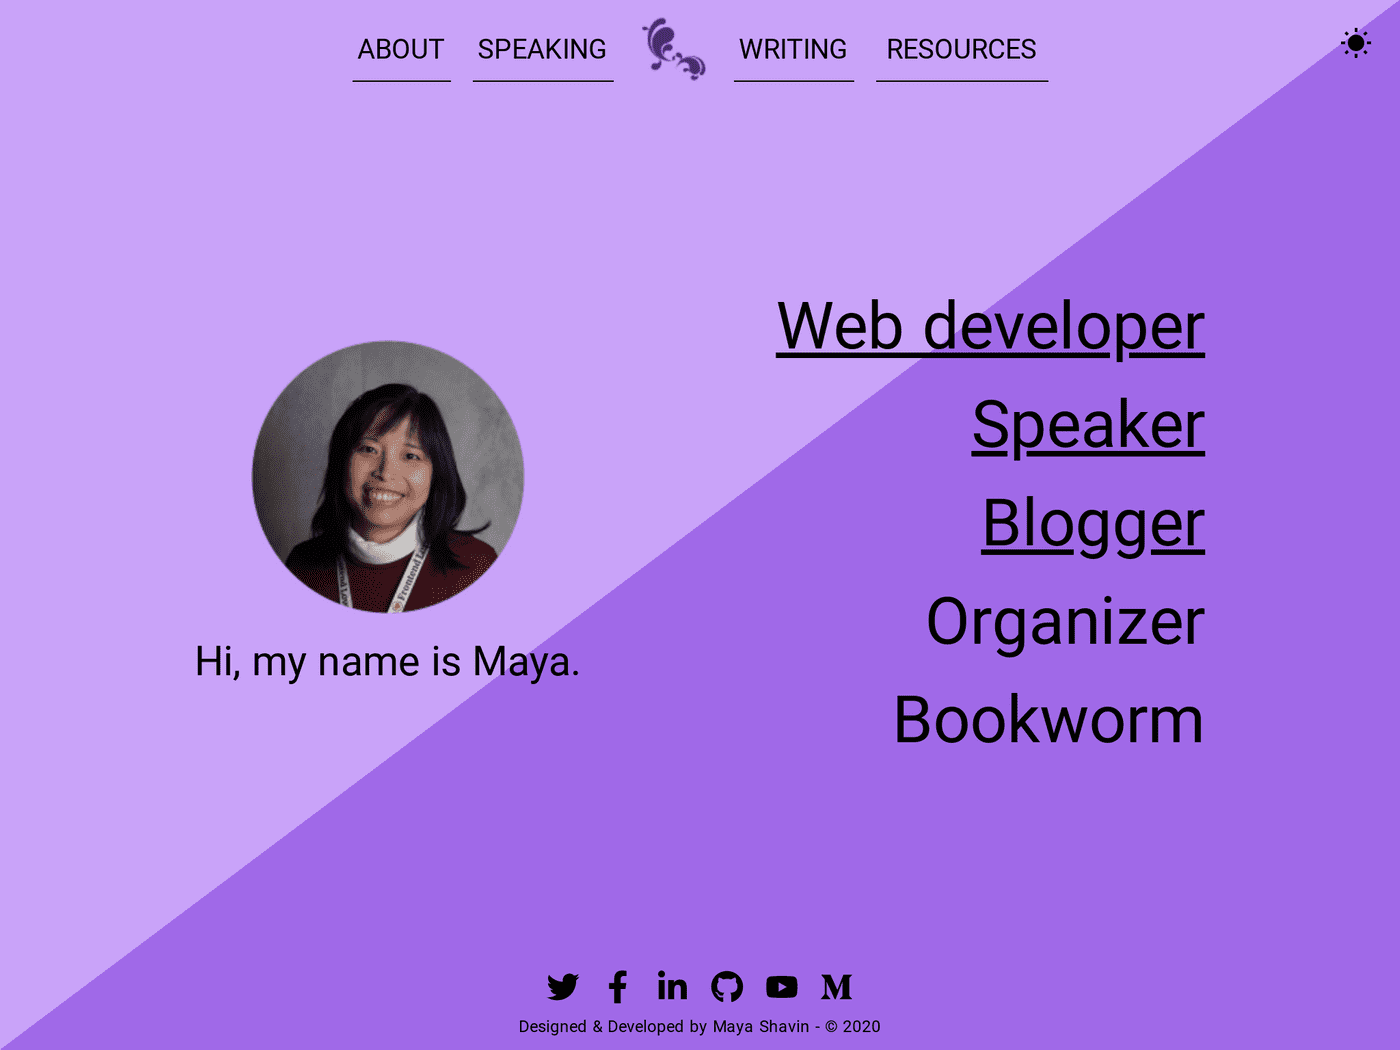 ABOUT SPEAKING WRITING RESOURCES
Web developer
Speaker
Blogger
Organizer
Bookworm
Frontend
Hi, my name is Maya.
Designed & Developed by Maya Shavin - © 2020